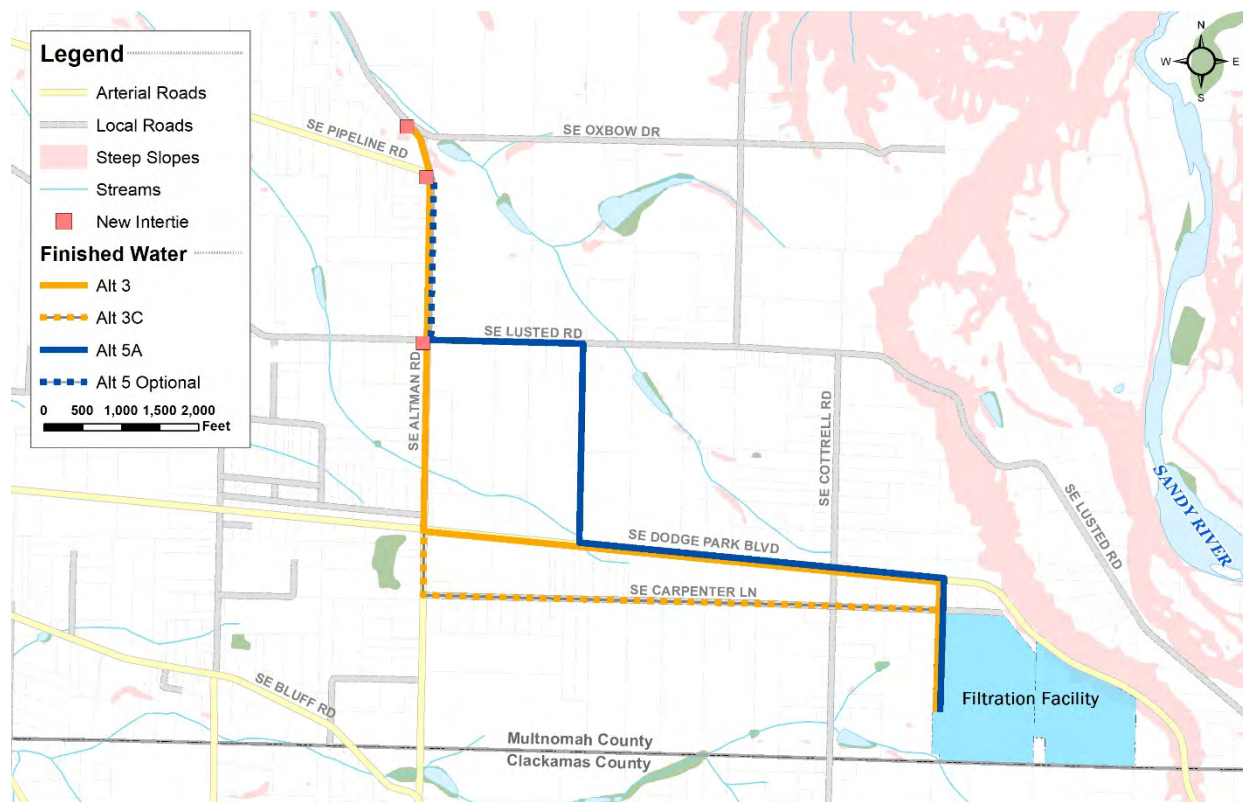 Legend
Arterial Roads
Local Roads
Steep Slopes
Streams
New Intertie
Finished Water
Alt 3
Alt 3C
Alt 5A
Alt 5 Optional
0 500 1,000 1,500 2,000
Feet
N
W E
S
SE PIPELINE RD
SE OXBOW DR
SE LUSTED RD
SE ALTMAN RD
SE COTTRELL RD
SE LUSTED RD
SANDY RIVER
SE DODGE PARK BLVD
SE CARPENTER LN
SE BLUFF RD
Filtration Facility
Multnomah County
Clackamas County